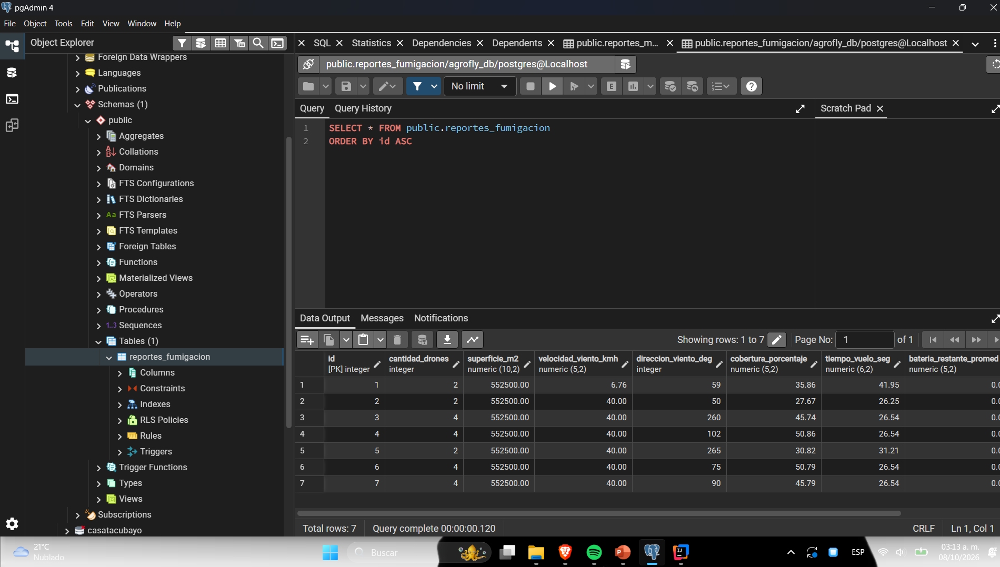 pgAdmin 4
File Object Tools Edit View Window Help
Object Explorer
SQL Statistics Dependencies Dependents public.reportes_m... public.reportes_fumigacion/agrofly_db/postgres@Localhost
Foreign Data Wrappers
Languages
Publications
Schemas (1)
public
Aggregates
Collations
Domains
FTS Configurations
FTS Dictionaries
FTS Parsers
FTS Templates
Foreign Tables
Functions
Materialized Views
Operators
Procedures
1..3 Sequences
Tables (1)
reportes_fumigacion
Columns
Constraints
Indexes
RLS Policies
Rules
Triggers
Trigger Functions
Types
Views
Subscriptions
casatacubayo
public.reportes_fumigacion/agrofly_db/postgres@Localhost
No limit
Query Query History
Scratch Pad
1 SELECT * FROM public.reportes_fumigacion
2 ORDER BY id ASC
Data Output Messages Notifications
Showing rows: 1 to 7 Page No: 1 of 1
id cantidad_drones superficie_m2 velocidad_viento_kmh direccion_viento_deg cobertura_porcentaje tiempo_vuelo_seg bateria_restante_promed
[PK] integer integer numeric (10,2) numeric (5,2) integer numeric (5,2) numeric (6,2) numeric (5,2)
1 1 2 552500.00 6.76 59 35.86 41.95 0.0
2 2 2 552500.00 40.00 50 27.67 26.25 0.0
3 3 4 552500.00 40.00 260 45.74 26.54 0.0
4 4 4 552500.00 40.00 102 50.86 26.54 0.0
5 5 2 552500.00 40.00 265 30.82 31.21 0.0
6 6 4 552500.00 40.00 75 50.79 26.54 0.0
7 7 4 552500.00 40.00 90 45.79 26.54 0.0
Total rows: 7 Query complete 00:00:00.120 CRLF Ln 1, Col 1
21°C
Nublado
Buscar
ESP
03:13 a. m.
08/10/2026